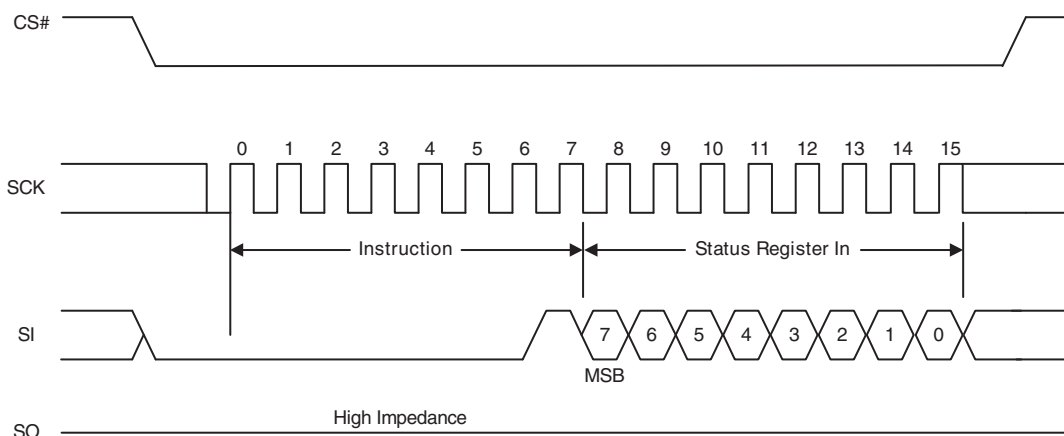 CS#
0 1 2 3 4 5 6 7 8 9 10 11 12 13 14 15
SCK
Instruction Status Register In
SI 7 6 5 4 3 2 1 0
MSB
High Impedance
SO